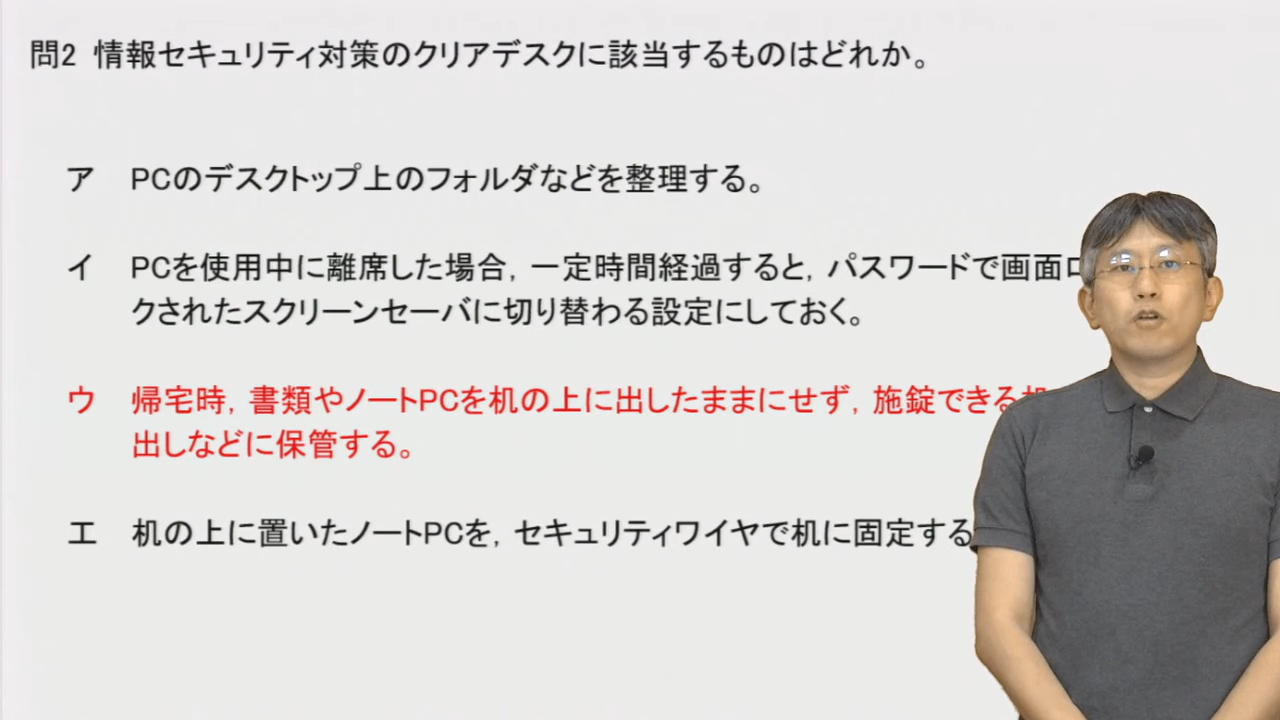 問2 情報セキュリティ対策のクリアデスクに該当するものはどれか。
ア PCのデスクトップ上のフォルダなどを整理する。
イ PCを使用中に離席した場合，一定時間経過すると，パスワードで画面ロ
クされたスクリーンセーバに切り替わる設定にしておく。
ウ 帰宅時，書類やノートPCを机の上に出したままにせず，施錠できる
出しなどに保管する。
エ 机の上に置いたノートPCを，セキュリティワイヤで机に固定する